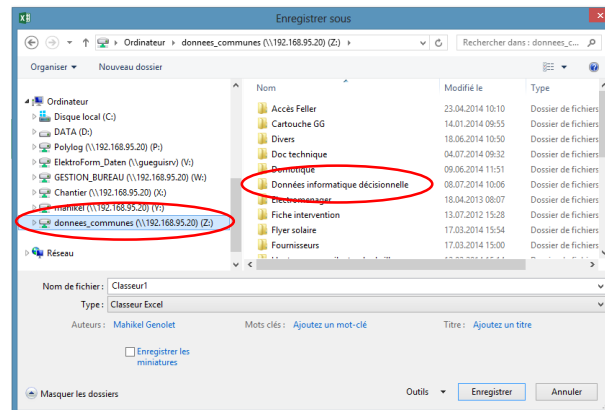 Enregistrer sous
Ordinateur donnees_communes (\\192.168.95.20) (Z:)
Rechercher dans : donnees_c...
Organiser Nouveau dossier
Nom Modifié le Type
Ordinateur
Disque local (C:)
DATA (D:)
Polylog (\\192.168.95.20) (P:)
ElektroForm_Daten (\\gueguisrv) (V:)
GESTION_BUREAU (\\192.168.95.20) (W:)
Chantier (\\192.168.95.20) (X:)
mahikel (\\192.168.95.20) (Y:)
donnees_communes (\\192.168.95.20) (Z:)
Réseau
Accès Feller 23.04.2014 10:10 Dossier de fichiers
Cartouche GG 14.01.2014 09:55 Dossier de fichiers
Divers 18.06.2014 10:50 Dossier de fichiers
Doc technique 04.07.2014 09:32 Dossier de fichiers
Domotique 09.06.2014 11:51 Dossier de fichiers
Données informatique décisionnelle 08.07.2014 10:06 Dossier de fichiers
Electroménager 18.04.2013 08:07 Dossier de fichiers
Fiche intervention 13.07.2012 15:28 Dossier de fichiers
Flyer solaire 17.03.2014 15:54 Dossier de fichiers
Fournisseurs 17.03.2014 15:00 Dossier de fichiers
Nom de fichier : Classeur1
Type : Classeur Excel
Auteurs : Mahikel Genolet Mots clés : Ajoutez un mot-clé Titre : Ajoutez un titre
Enregistrer les
miniatures
Masquer les dossiers Outils Enregistrer Annuler